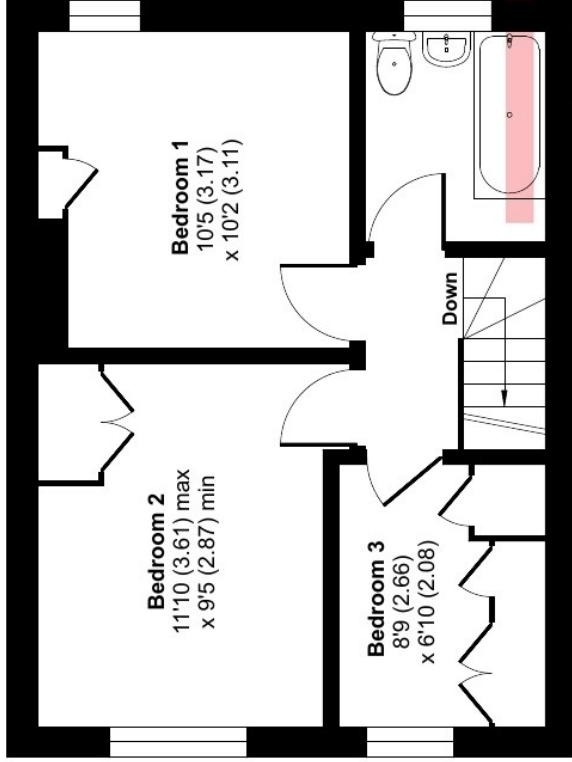 Bedroom 1
10'5 (3.17)
x 10'2 (3.11)
Down
Bedroom 2
11'10 (3.61) max
x 9'5 (2.87) min
Bedroom 3
8'9 (2.66)
x 6'10 (2.08)